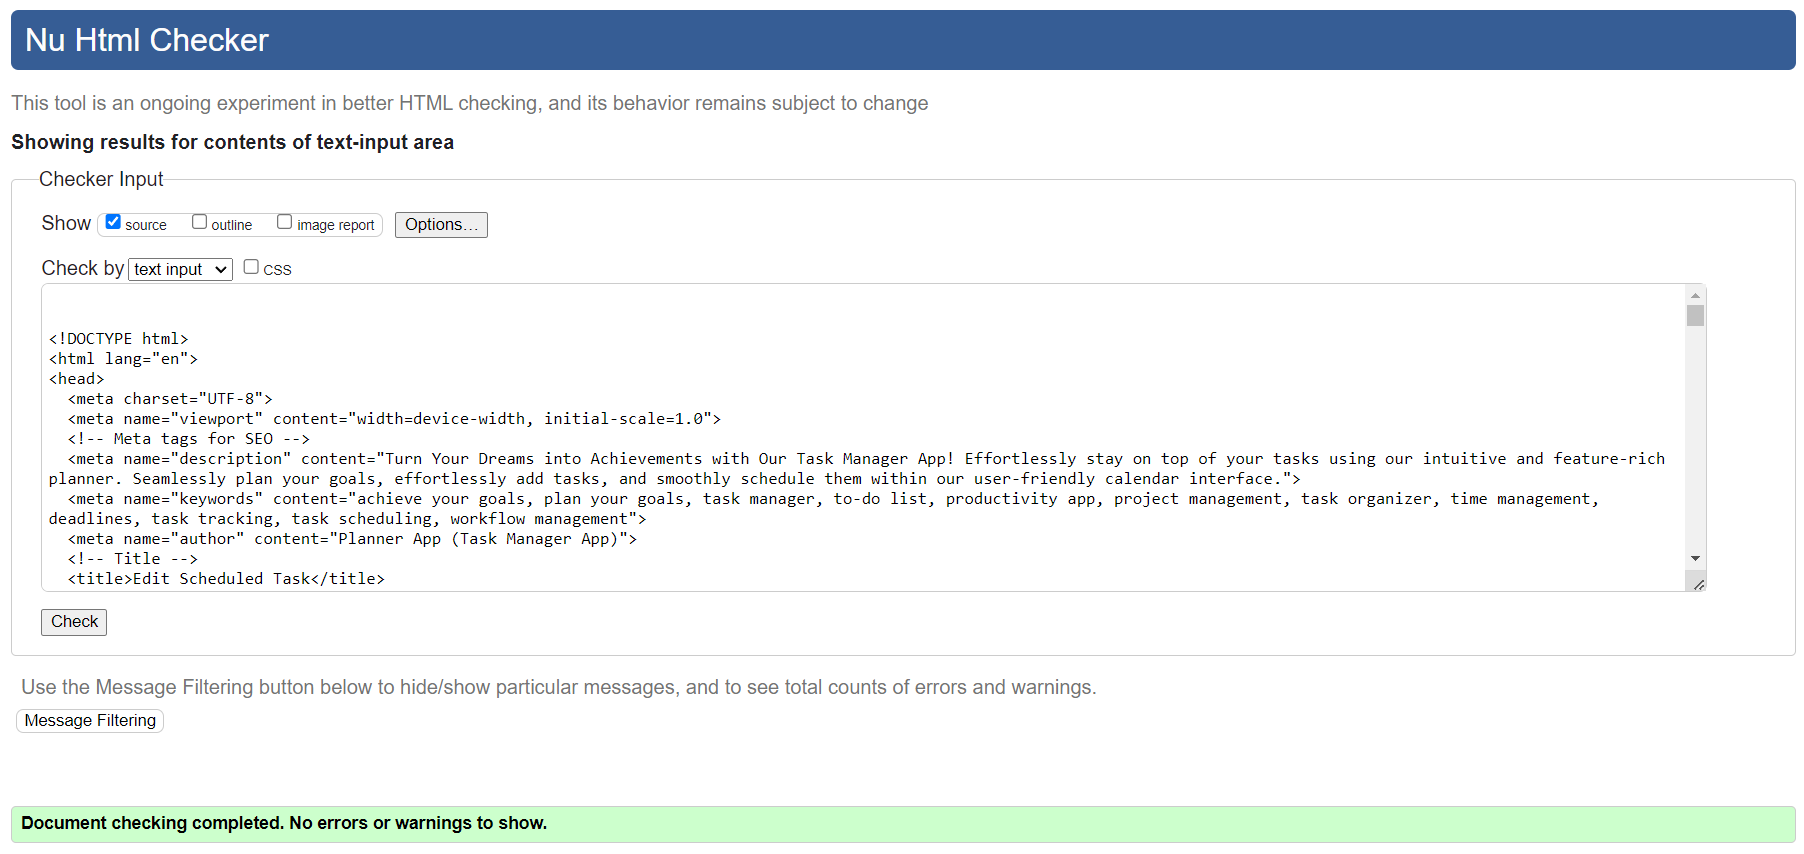 Nu Html Checker
This tool is an ongoing experiment in better HTML checking, and its behavior remains subject to change
Showing results for contents of text-input area
Checker Input
Show source outline image report Options...
Check by text input CSS
<!DOCTYPE html>
<html lang="en">
<head>
  <meta charset="UTF-8">
  <meta name="viewport" content="width=device-width, initial-scale=1.0">
  <!-- Meta tags for SEO -->
  <meta name="description" content="Turn Your Dreams into Achievements with Our Task Manager App! Effortlessly stay on top of your tasks using our intuitive and feature-rich
planner. Seamlessly plan your goals, effortlessly add tasks, and smoothly schedule them within our user-friendly calendar interface.">
  <meta name="keywords" content="achieve your goals, plan your goals, task manager, to-do list, productivity app, project management, task organizer, time management,
deadlines, task tracking, task scheduling, workflow management">
  <meta name="author" content="Planner App (Task Manager App)">
  <!-- Title -->
  <title>Edit Scheduled Task</title>
Check
Use the Message Filtering button below to hide/show particular messages, and to see total counts of errors and warnings.
Message Filtering
Document checking completed. No errors or warnings to show.